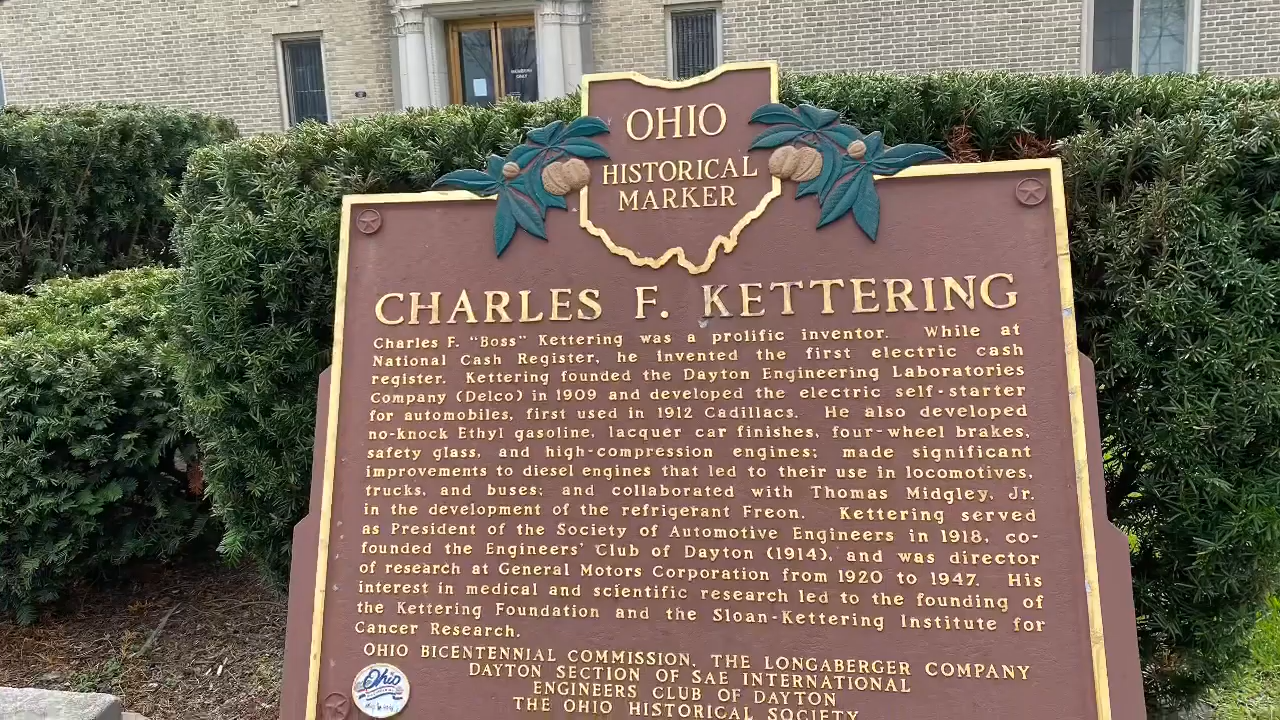 OHIO
HISTORICAL
MARKER
CHARLES F. KETTERING
Charles F. "Boss" Kettering was a prolific inventor. While at
National Cash Register, he invented the first electric cash
register. Kettering founded the Dayton Engineering Laboratories
Company (Delco) in 1909 and developed the electric self-starter
for automobiles, first used in 1912 Cadillacs. He also developed
no-knock Ethyl gasoline, lacquer car finishes, four-wheel brakes,
safety glass, and high-compression engines; made significant
improvements to diesel engines that led to their use in locomotives,
trucks, and buses; and collaborated with Thomas Midgley, Jr.
in the development of the refrigerant Freon. Kettering served
as President of the Society of Automotive Engineers in 1918, co-
founded the Engineers' Club of Dayton (1914), and was director
of research at General Motors Corporation from 1920 to 1947. His
interest in medical and scientific research led to the founding of
the Kettering Foundation and the Sloan-Kettering Institute for
Cancer Research.
OHIO BICENTENNIAL COMMISSION, THE LONGABERGER COMPANY
DAYTON SECTION OF SAE INTERNATIONAL
ENGINEERS CLUB OF DAYTON
THE OHIO HISTORICAL SOCIETY
Ohio
MEMBERS
ONLY